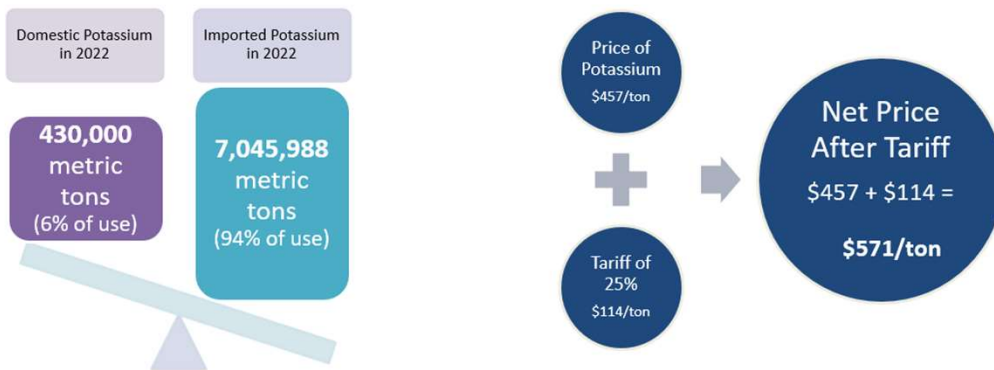 Domestic Potassium
in 2022
430,000
metric
tons
(6% of use)
Imported Potassium
in 2022
7,045,988
metric
tons
(94% of use)
Price of
Potassium
$457/ton
Tariff of
25%
$114/ton
Net Price
After Tariff
$457 + $114 =
$571/ton